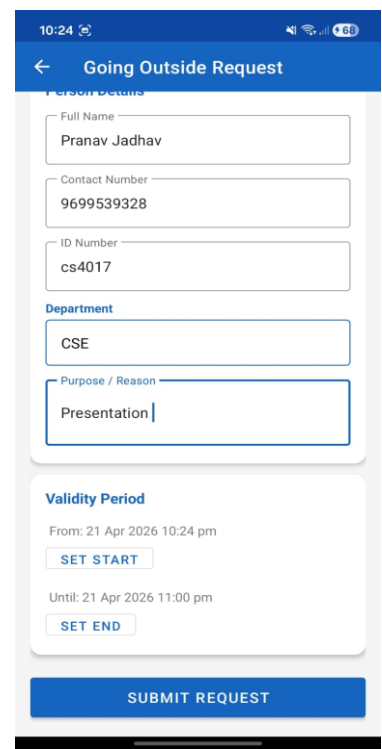 10:24
68
Going Outside Request
Person Details
Full Name
Pranav Jadhav
Contact Number
9699539328
ID Number
cs4017
Department
CSE
Purpose / Reason
Presentation
Validity Period
From: 21 Apr 2026 10:24 pm
SET START
Until: 21 Apr 2026 11:00 pm
SET END
SUBMIT REQUEST